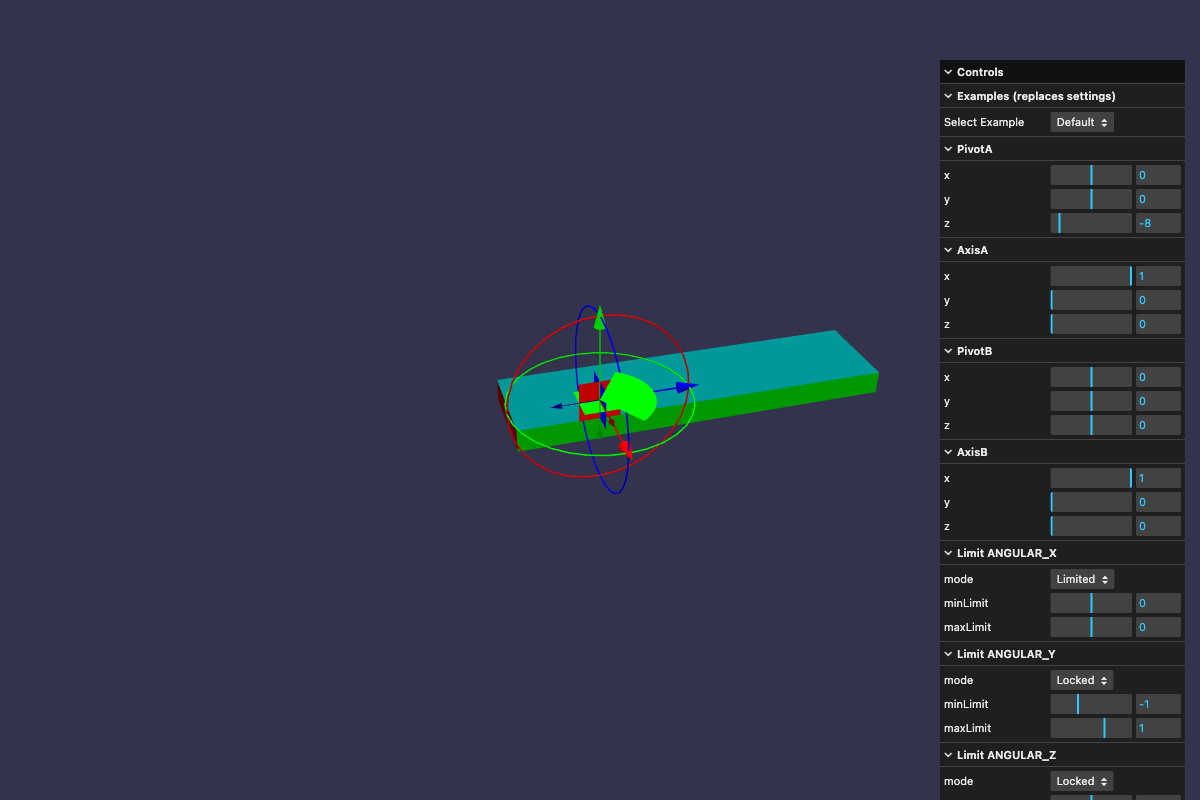 Controls
Examples (replaces settings)
Select Example Default
PivotA
x 0
y 0
z -8
AxisA
x 1
y 0
z 0
PivotB
x 0
y 0
z 0
AxisB
x 1
y 0
z 0
Limit ANGULAR_X
mode Limited
minLimit 0
maxLimit 0
Limit ANGULAR_Y
mode Locked
minLimit -1
maxLimit 1
Limit ANGULAR_Z
mode Locked